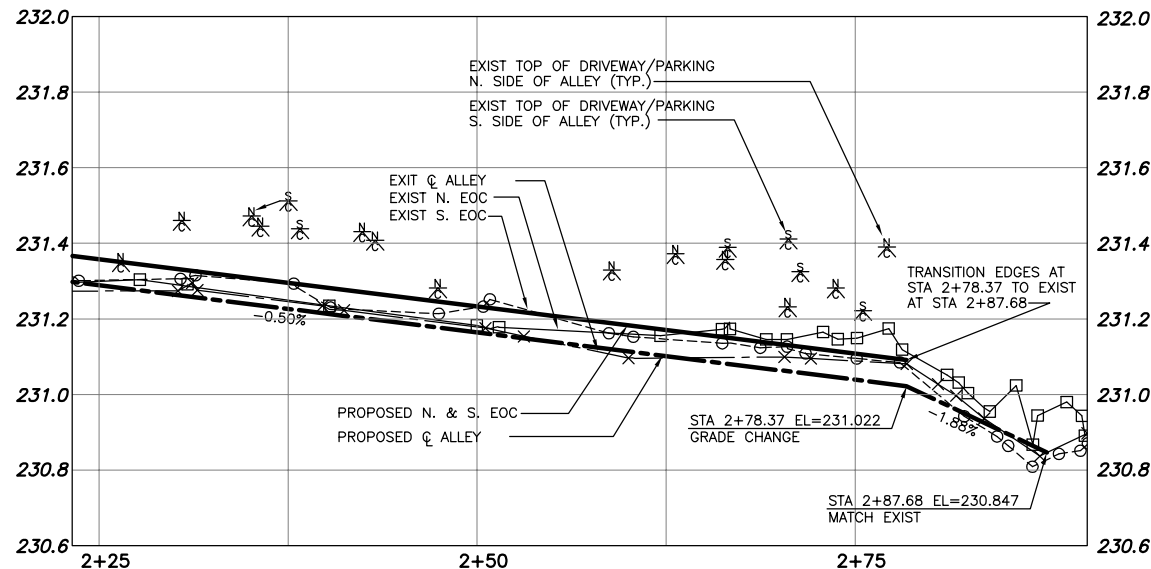 232.0
232.0
EXIST TOP OF DRIVEWAY/PARKING
N. SIDE OF ALLEY (TYP.)
231.8
231.8
EXIST TOP OF DRIVEWAY/PARKING
S. SIDE OF ALLEY (TYP.)
231.6
231.6
EXIT ℄ ALLEY
EXIST N. EOC
EXIST S. EOC
231.4
231.4
TRANSITION EDGES AT
STA 2+78.37 TO EXIST
AT STA 2+87.68
231.2
231.2
-0.50%
231.0
231.0
PROPOSED N. & S. EOC
PROPOSED ℄ ALLEY
STA 2+78.37 EL=231.022
GRADE CHANGE
-1.88%
230.8
230.8
STA 2+87.68 EL=230.847
MATCH EXIST
230.6
230.6
2+25
2+50
2+75